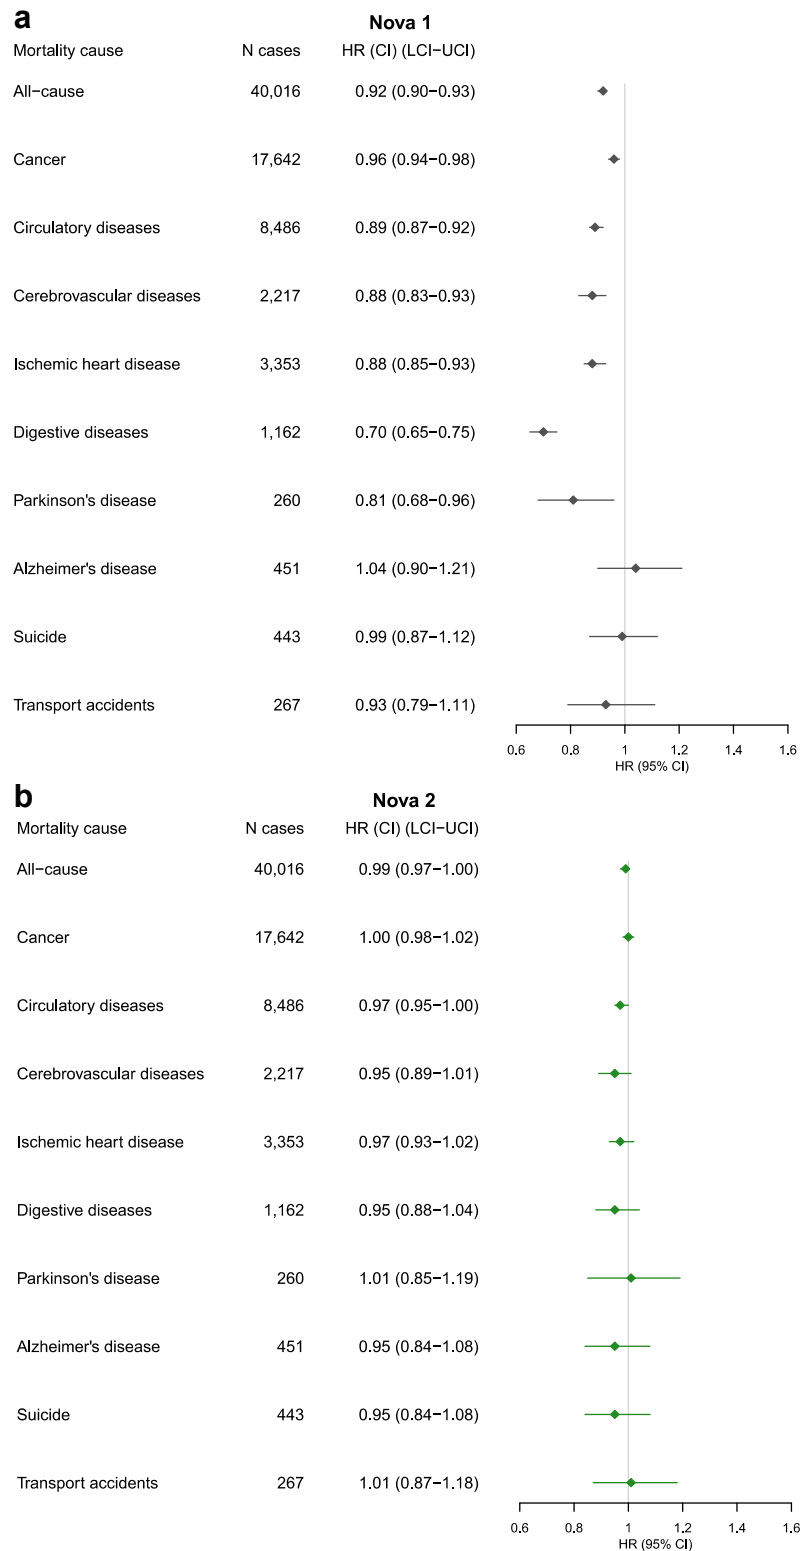 a
Nova 1
Mortality cause N cases HR (CI) (LCI−UCI)
All−cause 40,016 0.92 (0.90−0.93)
Cancer 17,642 0.96 (0.94−0.98)
Circulatory diseases 8,486 0.89 (0.87−0.92)
Cerebrovascular diseases 2,217 0.88 (0.83−0.93)
Ischemic heart disease 3,353 0.88 (0.85−0.93)
Digestive diseases 1,162 0.70 (0.65−0.75)
Parkinson's disease 260 0.81 (0.68−0.96)
Alzheimer's disease 451 1.04 (0.90−1.21)
Suicide 443 0.99 (0.87−1.12)
Transport accidents 267 0.93 (0.79−1.11)
0.6 0.8 1 1.2 1.4 1.6
HR (95% CI)
b
Nova 2
Mortality cause N cases HR (CI) (LCI−UCI)
All−cause 40,016 0.99 (0.97−1.00)
Cancer 17,642 1.00 (0.98−1.02)
Circulatory diseases 8,486 0.97 (0.95−1.00)
Cerebrovascular diseases 2,217 0.95 (0.89−1.01)
Ischemic heart disease 3,353 0.97 (0.93−1.02)
Digestive diseases 1,162 0.95 (0.88−1.04)
Parkinson's disease 260 1.01 (0.85−1.19)
Alzheimer's disease 451 0.95 (0.84−1.08)
Suicide 443 0.95 (0.84−1.08)
Transport accidents 267 1.01 (0.87−1.18)
0.6 0.8 1 1.2 1.4 1.6
HR (95% CI)